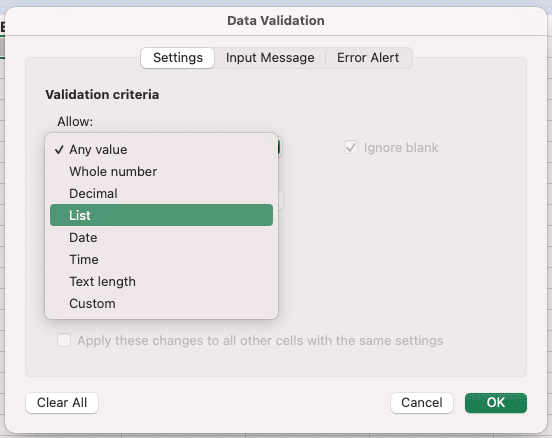 Data Validation
Settings Input Message Error Alert
Validation criteria
Allow:
✓ Any value
Ignore blank
Whole number
Decimal
List
Date
Time
Text length
Custom
Apply these changes to all other cells with the same settings
Clear All Cancel OK